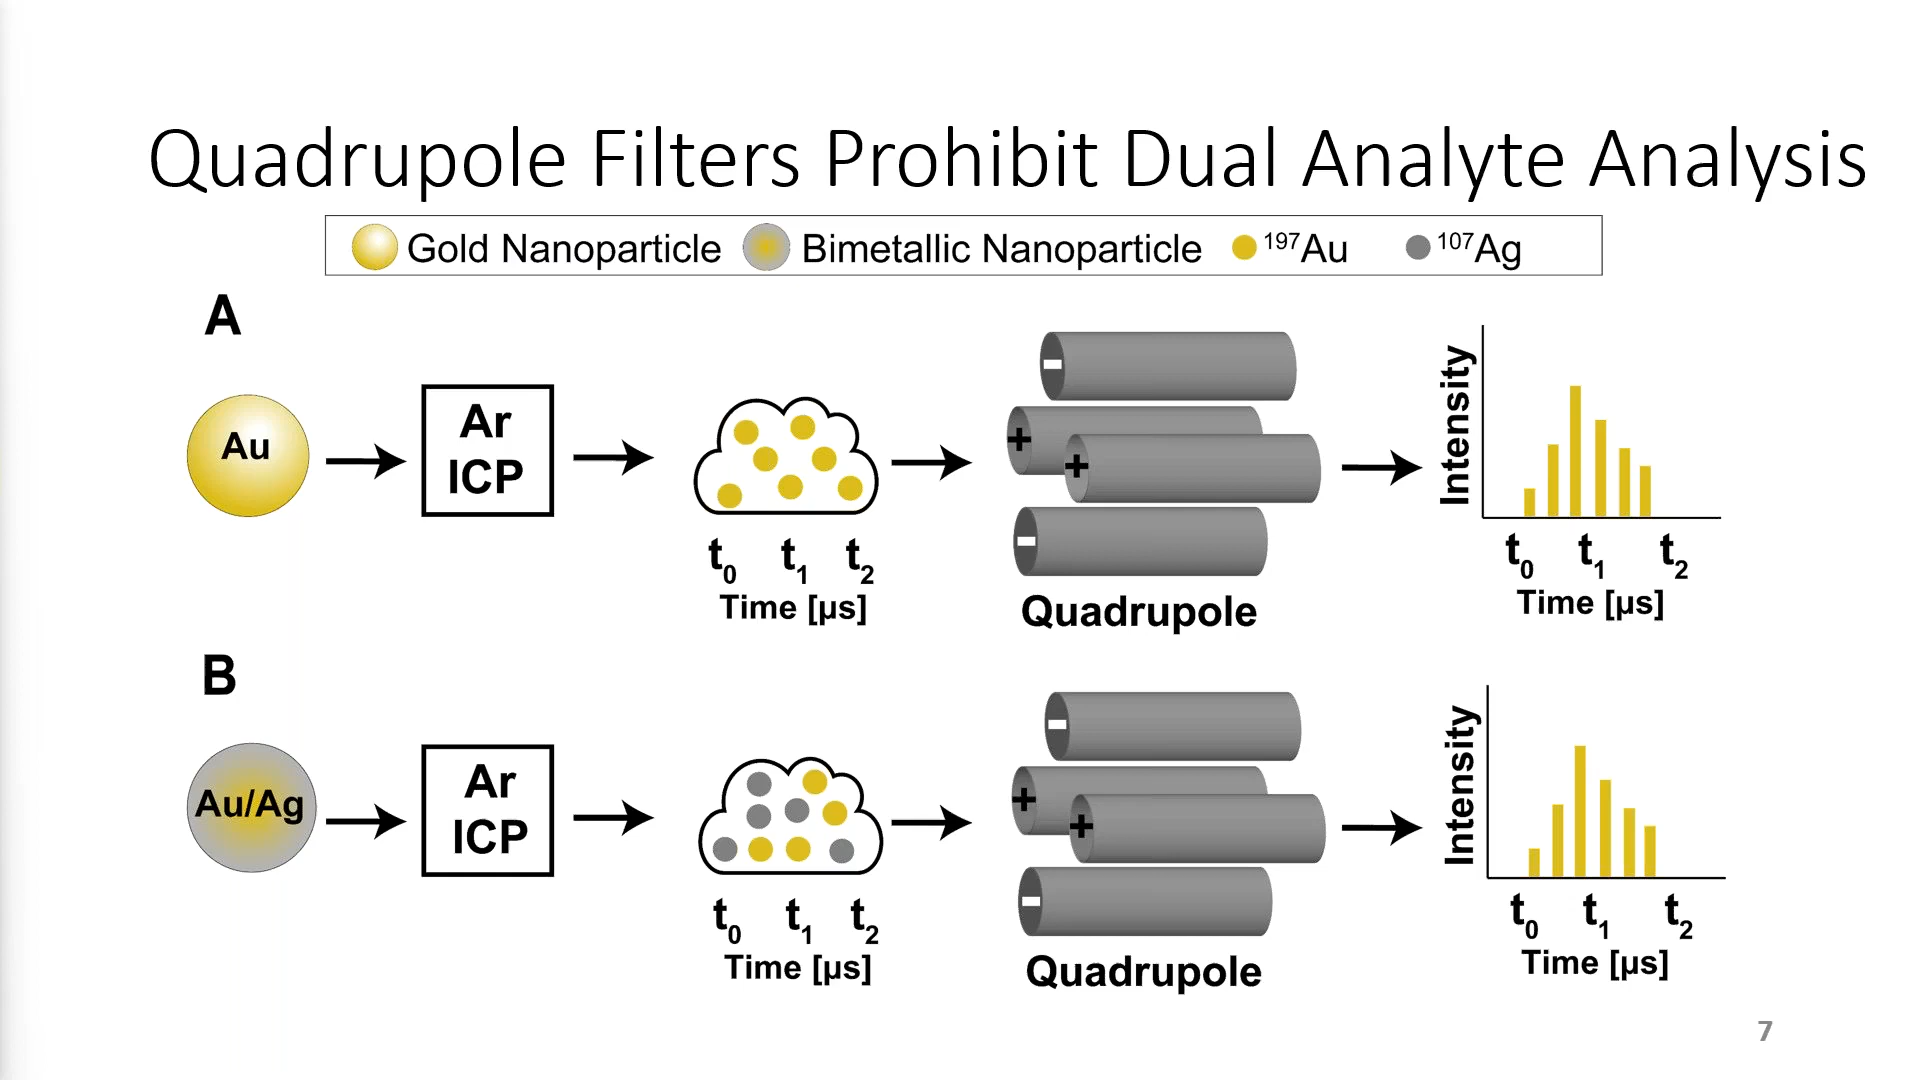 Quadrupole Filters Prohibit Dual Analyte Analysis
Gold Nanoparticle Bimetallic Nanoparticle ¹⁹⁷Au ¹⁰⁷Ag
A
Au
Ar
ICP
t₀ t₁ t₂
Time [µs]
+
+
Quadrupole
Intensity
t₀ t₁ t₂
Time [µs]
B
Au/Ag
Ar
ICP
t₀ t₁ t₂
Time [µs]
+
+
Quadrupole
Intensity
t₀ t₁ t₂
Time [µs]
7